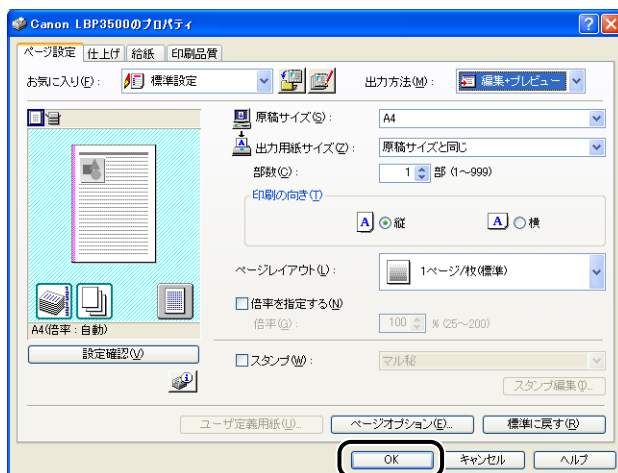 Canon LBP3500のプロパティ
ページ設定 仕上げ 給紙 印刷品質
お気に入り(F): 標準設定 出力方法(M): 編集+プレビュー
原稿サイズ(S): A4
出力用紙サイズ(Z): 原稿サイズと同じ
部数(C): 1 部 (1～999)
印刷の向き(T)
A 縦 A 横
ページレイアウト(L): 1ページ/枚(標準)
倍率を指定する(N)
倍率(G): 100 % (25～200)
A4(倍率：自動)
設定確認(V)
スタンプ(W): マル秘
スタンプ編集(I)...
ユーザ定義用紙(U)... ページオプション(E)... 標準に戻す(R)
OK キャンセル ヘルプ